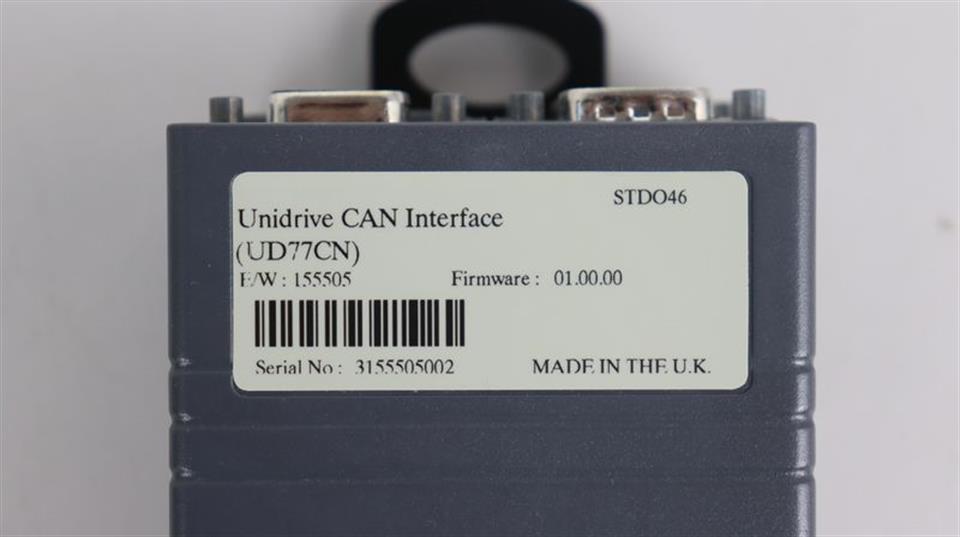 STDO46
Unidrive CAN Interface
(UD77CN)
E/W : 155505 Firmware : 01.00.00
Serial No : 3155505002 MADE IN THE U.K.